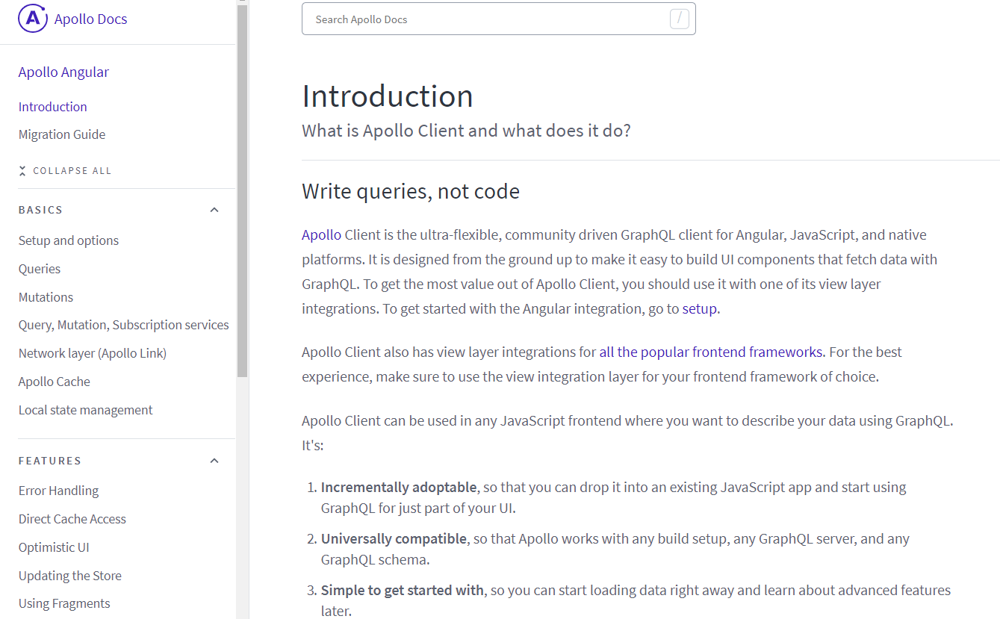 Apollo Docs
Apollo Angular
Introduction
Migration Guide
COLLAPSE ALL
BASICS
Setup and options
Queries
Mutations
Query, Mutation, Subscription services
Network layer (Apollo Link)
Apollo Cache
Local state management
FEATURES
Error Handling
Direct Cache Access
Optimistic UI
Updating the Store
Using Fragments
Search Apollo Docs /
Introduction
What is Apollo Client and what does it do?
Write queries, not code
Apollo Client is the ultra-flexible, community driven GraphQL client for Angular, JavaScript, and native
platforms. It is designed from the ground up to make it easy to build UI components that fetch data with
GraphQL. To get the most value out of Apollo Client, you should use it with one of its view layer
integrations. To get started with the Angular integration, go to setup.
Apollo Client also has view layer integrations for all the popular frontend frameworks. For the best
experience, make sure to use the view integration layer for your frontend framework of choice.
Apollo Client can be used in any JavaScript frontend where you want to describe your data using GraphQL.
It's:
1. Incrementally adoptable, so that you can drop it into an existing JavaScript app and start using
GraphQL for just part of your UI.
2. Universally compatible, so that Apollo works with any build setup, any GraphQL server, and any
GraphQL schema.
3. Simple to get started with, so you can start loading data right away and learn about advanced features
later.